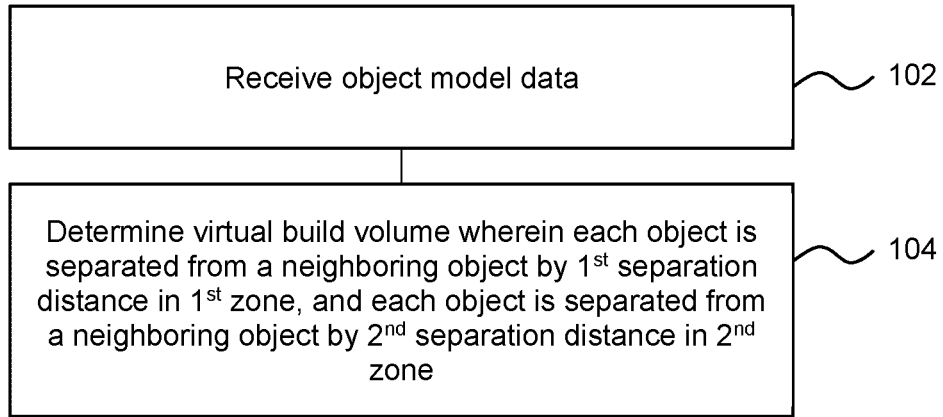 Receive object model data
102
Determine virtual build volume wherein each object is
separated from a neighboring object by 1st separation
distance in 1st zone, and each object is separated from
a neighboring object by 2nd separation distance in 2nd
zone
104